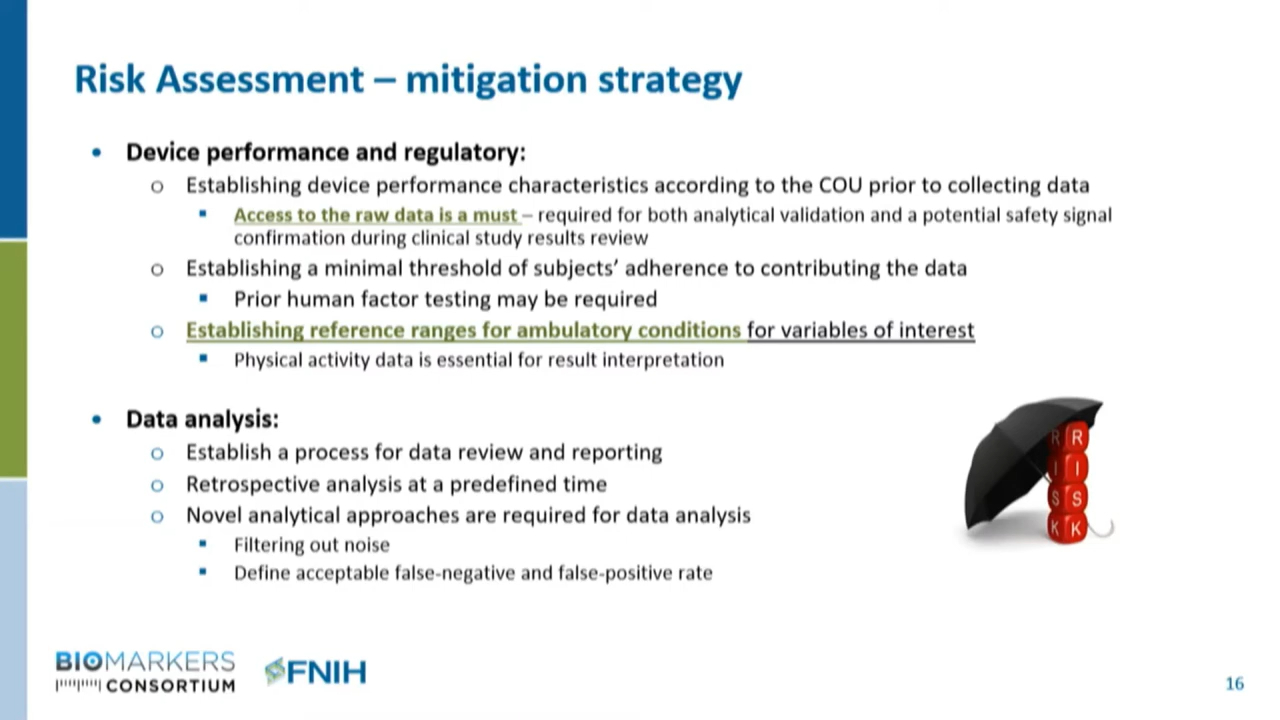 Risk Assessment – mitigation strategy
• Device performance and regulatory:
o Establishing device performance characteristics according to the COU prior to collecting data
▪ Access to the raw data is a must – required for both analytical validation and a potential safety signal
confirmation during clinical study results review
o Establishing a minimal threshold of subjects’ adherence to contributing the data
▪ Prior human factor testing may be required
o Establishing reference ranges for ambulatory conditions for variables of interest
▪ Physical activity data is essential for result interpretation
• Data analysis:
o Establish a process for data review and reporting
o Retrospective analysis at a predefined time
o Novel analytical approaches are required for data analysis
▪ Filtering out noise
▪ Define acceptable false-negative and false-positive rate
R R
I I
S S
K K
BIOMARKERS
CONSORTIUM
FNIH
16